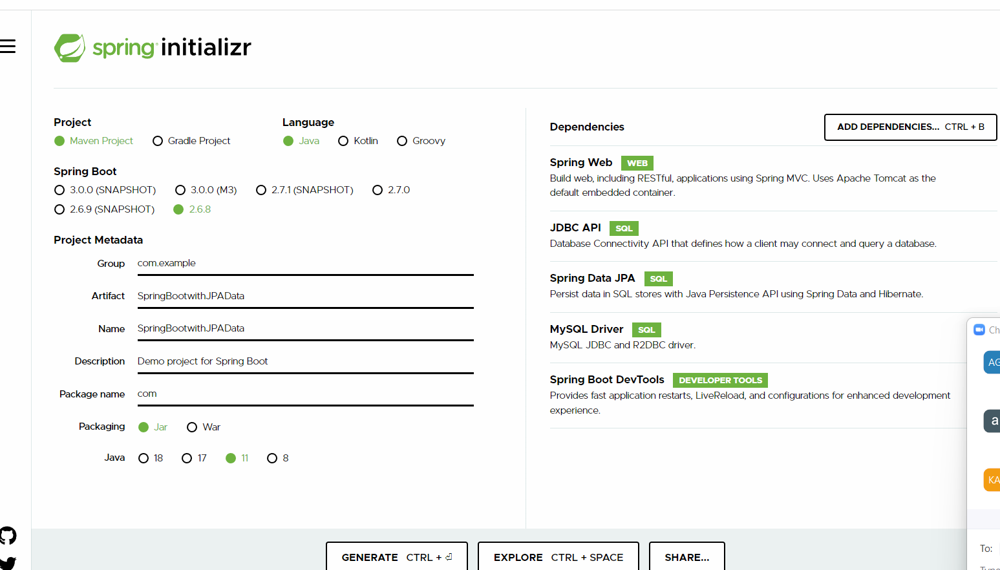 spring initializr
Project
Maven Project Gradle Project
Language
Java Kotlin Groovy
Spring Boot
3.0.0 (SNAPSHOT) 3.0.0 (M3) 2.7.1 (SNAPSHOT) 2.7.0
2.6.9 (SNAPSHOT) 2.6.8
Project Metadata
Group com.example
Artifact SpringBootwithJPAData
Name SpringBootwithJPAData
Description Demo project for Spring Boot
Package name com
Packaging Jar War
Java 18 17 11 8
Dependencies
ADD DEPENDENCIES... CTRL + B
Spring Web WEB
Build web, including RESTful, applications using Spring MVC. Uses Apache Tomcat as the
default embedded container.
JDBC API SQL
Database Connectivity API that defines how a client may connect and query a database.
Spring Data JPA SQL
Persist data in SQL stores with Java Persistence API using Spring Data and Hibernate.
MySQL Driver SQL
MySQL JDBC and R2DBC driver.
Spring Boot DevTools DEVELOPER TOOLS
Provides fast application restarts, LiveReload, and configurations for enhanced development
experience.
Ch
AG
a
KA
To:
GENERATE CTRL + ⏎
EXPLORE CTRL + SPACE
SHARE...